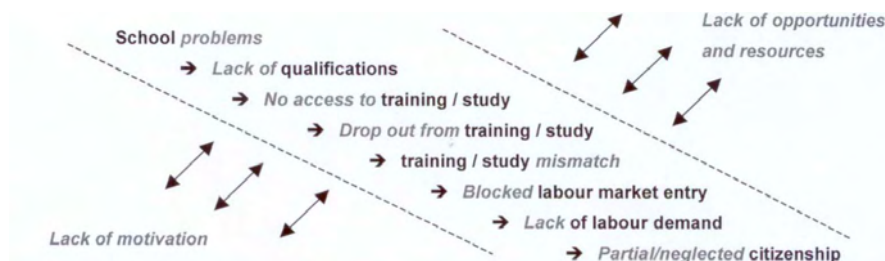 School problems
Lack of opportunities
and resources
➔ Lack of qualifications
➔ No access to training / study
➔ Drop out from training / study
➔ training / study mismatch
➔ Blocked labour market entry
➔ Lack of labour demand
Lack of motivation
➔ Partial/neglected citizenship